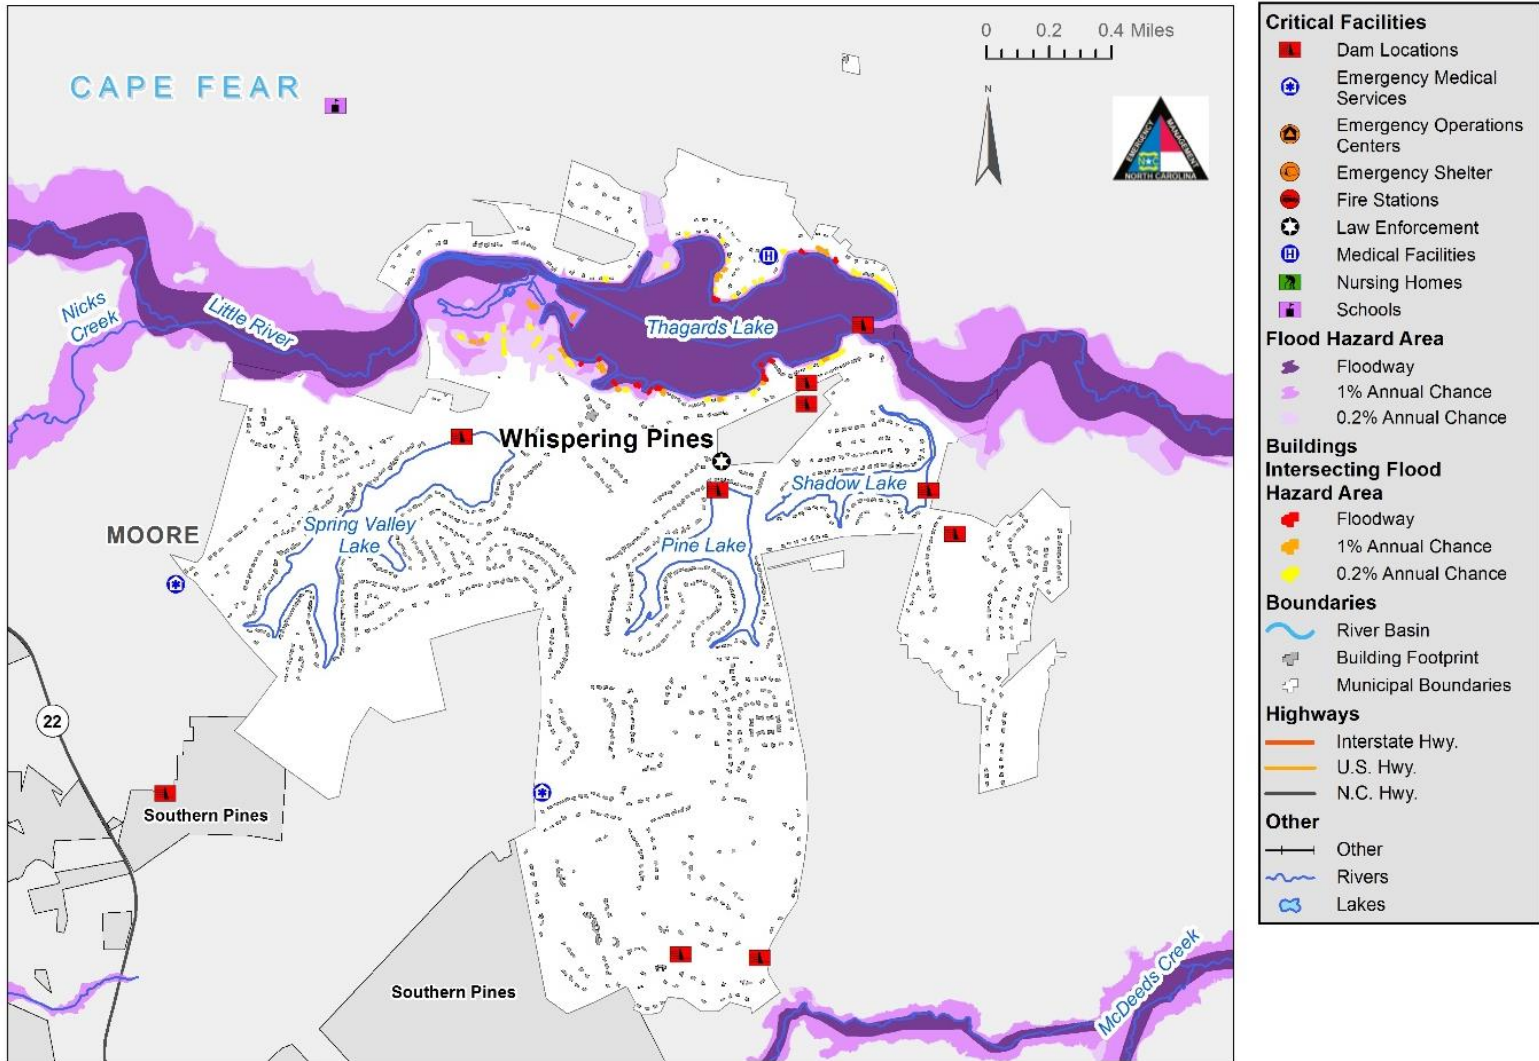 0 0.2 0.4 Miles
N
CAPE FEAR
EMERGENCY
MANAGEMENT
N C
NORTH CAROLINA
Nicks
Creek
Little River
Thagards Lake
Whispering Pines
Shadow Lake
Spring Valley
Lake
Pine Lake
MOORE
22
Southern Pines
Southern Pines
McDeeds Creek
Critical Facilities
Dam Locations
Emergency Medical
Services
Emergency Operations
Centers
Emergency Shelter
Fire Stations
Law Enforcement
H Medical Facilities
Nursing Homes
Schools
Flood Hazard Area
Floodway
1% Annual Chance
0.2% Annual Chance
Buildings
Intersecting Flood
Hazard Area
Floodway
1% Annual Chance
0.2% Annual Chance
Boundaries
River Basin
Building Footprint
Municipal Boundaries
Highways
Interstate Hwy.
U.S. Hwy.
N.C. Hwy.
Other
Other
Rivers
Lakes
H